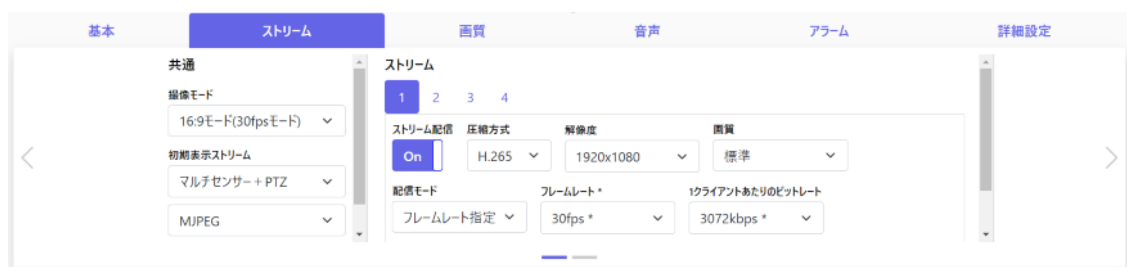 基本 ストリーム 画質 音声 アラーム 詳細設定
共通
撮像モード
16:9モード(30fpsモード)
初期表示ストリーム
マルチセンサー+PTZ
MJPEG
ストリーム
1 2 3 4
ストリーム配信 圧縮方式 解像度 画質
On H.265 1920x1080 標準
配信モード フレームレート * 1クライアントあたりのビットレート
フレームレート指定 30fps * 3072kbps *